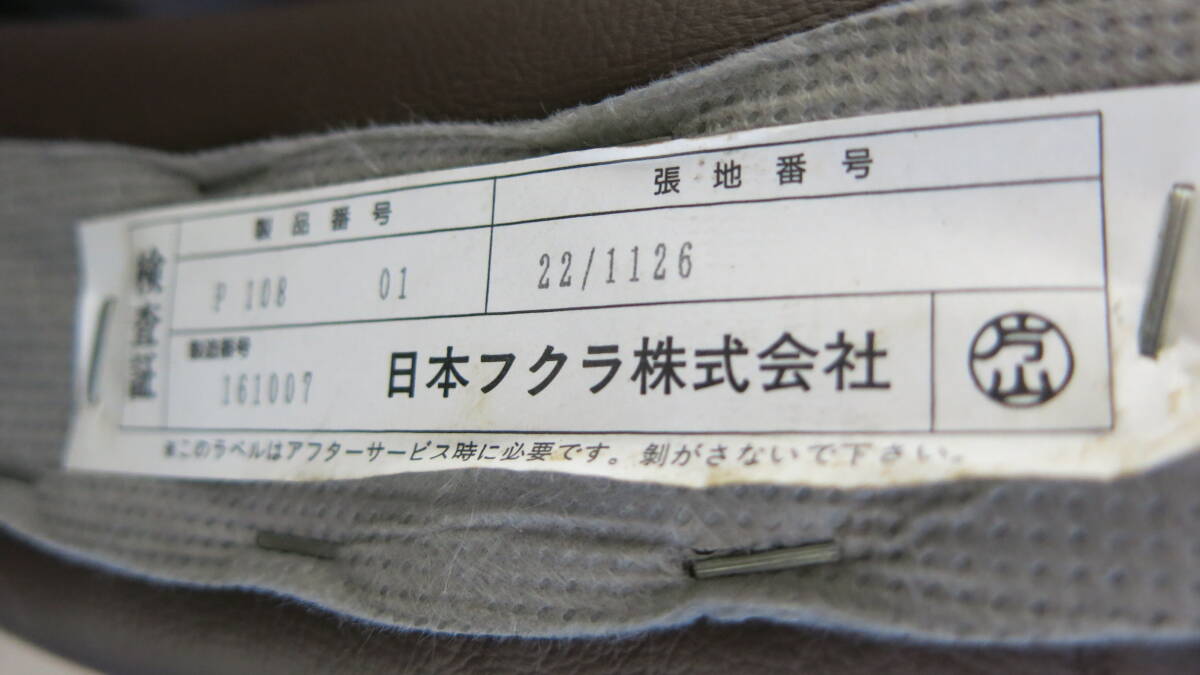 検査証
製品番号
張地番号
P 108 01
22/1126
製造番号
161007
日本フクラ株式会社
片山
※このラベルはアフターサービス時に必要です。剝がさないで下さい。